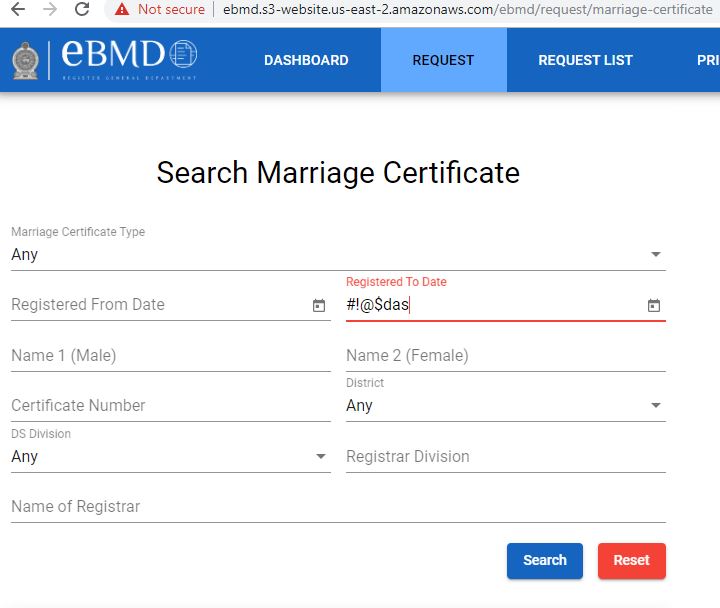 Not secure | ebmd.s3-website.us-east-2.amazonaws.com/ebmd/request/marriage-certificate
eBMD
REGISTER GENERAL DEPARTMENT
DASHBOARD
REQUEST
REQUEST LIST
PRI
Search Marriage Certificate
Marriage Certificate Type
Any
Registered From Date
Registered To Date
#!@$das
Name 1 (Male)
Name 2 (Female)
Certificate Number
District
Any
DS Division
Any
Registrar Division
Name of Registrar
Search
Reset